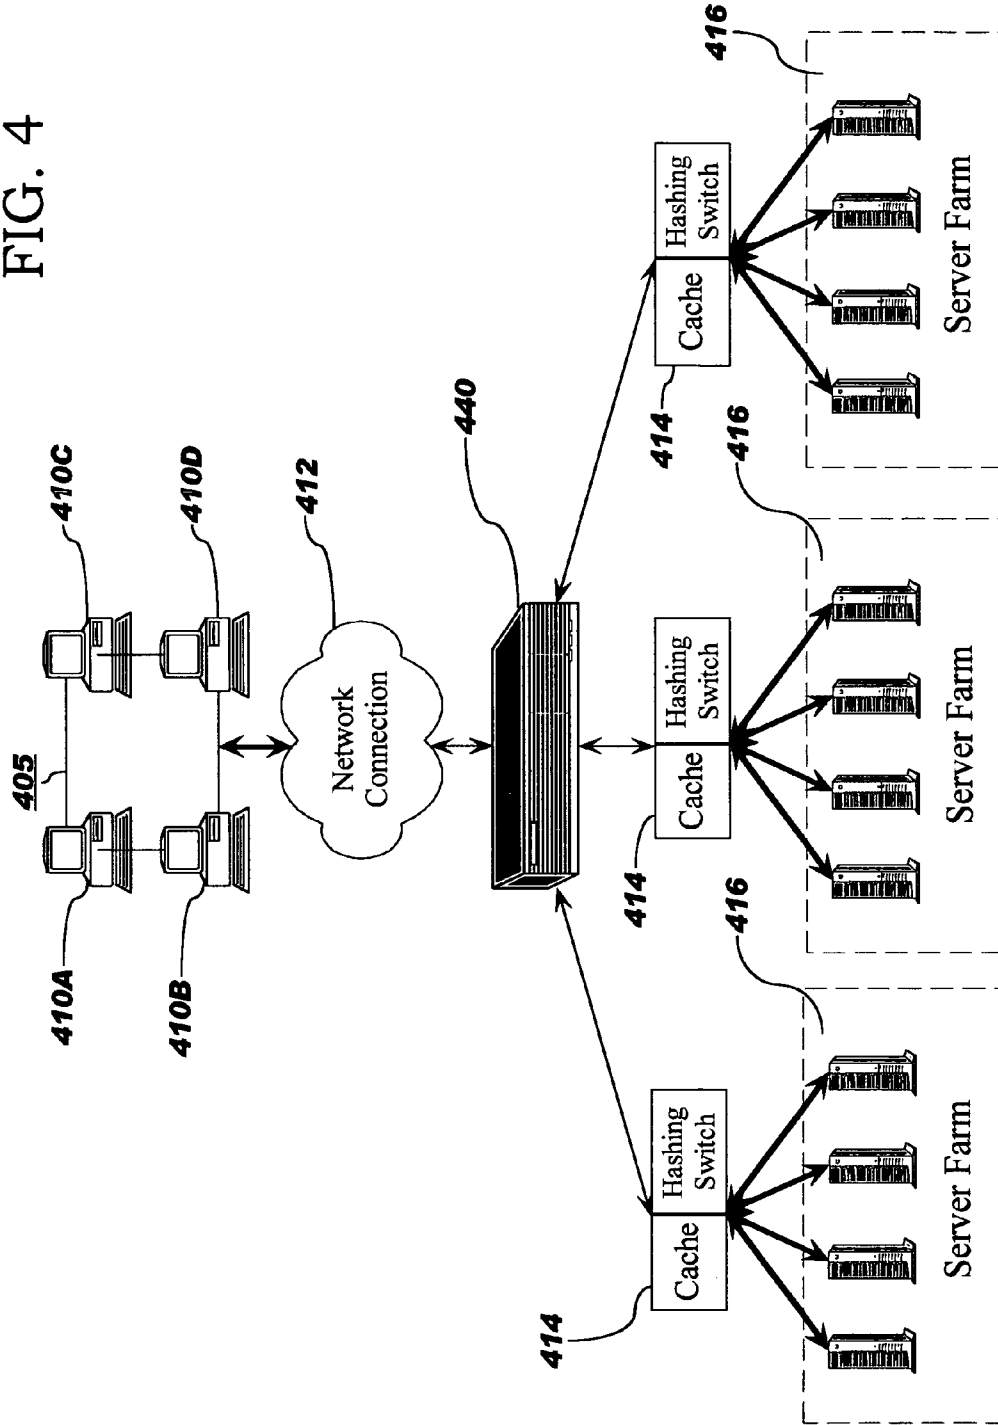 FIG. 4
405
410A
410C
410B
410D
412
Network
Connection
440
414
Cache
Hashing
Switch
414
Cache
Hashing
Switch
414
Cache
Hashing
Switch
416
416
416
Server Farm
Server Farm
Server Farm